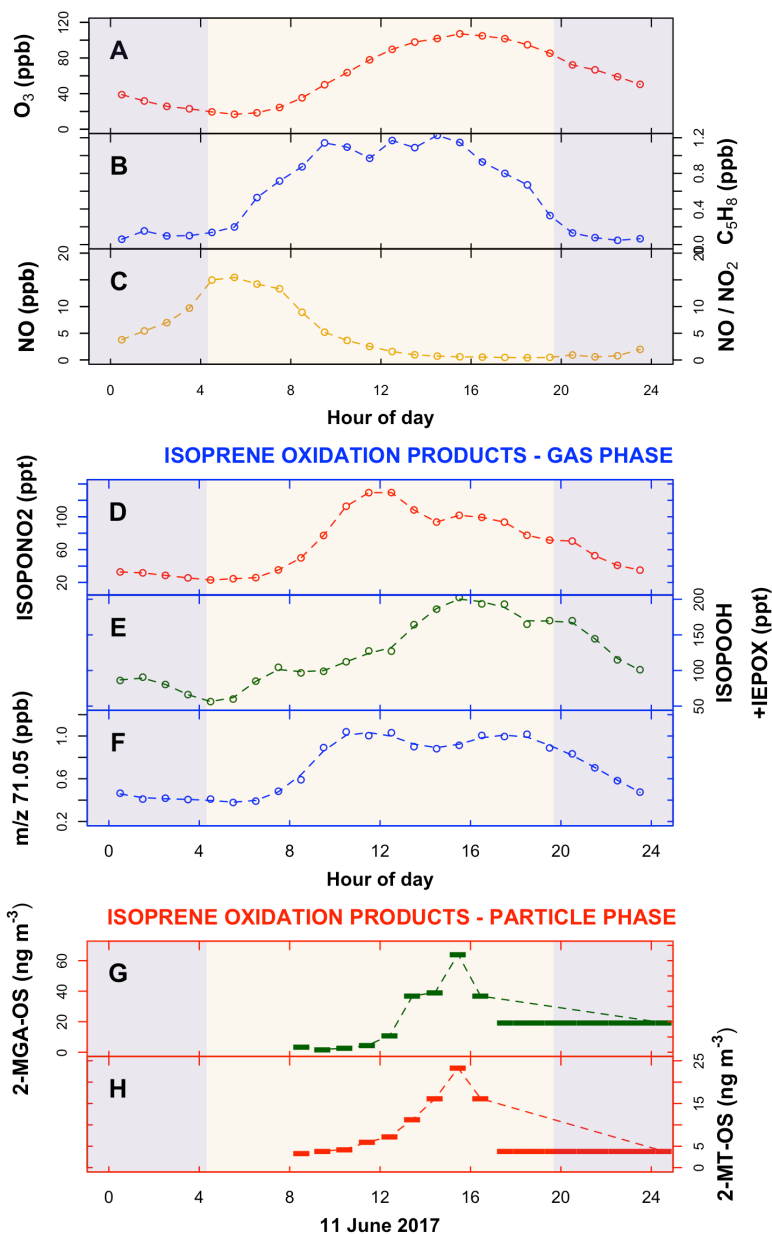 O3 (ppb)
120
80
40
0
A
B
1.2
0.8
0.4
0.0
C5H8 (ppb)
NO (ppb)
20
15
10
5
0
C
20
15
10
5
0
NO / NO2
0 4 8 12 16 20 24
Hour of day
ISOPRENE OXIDATION PRODUCTS - GAS PHASE
ISOPONO2 (ppt)
100
60
20
D
E
200
150
100
50
ISOPOOH
+IEPOX (ppt)
m/z 71.05 (ppb)
1.0
0.6
0.2
F
0 4 8 12 16 20 24
Hour of day
ISOPRENE OXIDATION PRODUCTS - PARTICLE PHASE
2-MGA-OS (ng m-3)
60
40
20
0
G
H
25
15
5
0
2-MT-OS (ng m-3)
0 4 8 12 16 20 24
11 June 2017